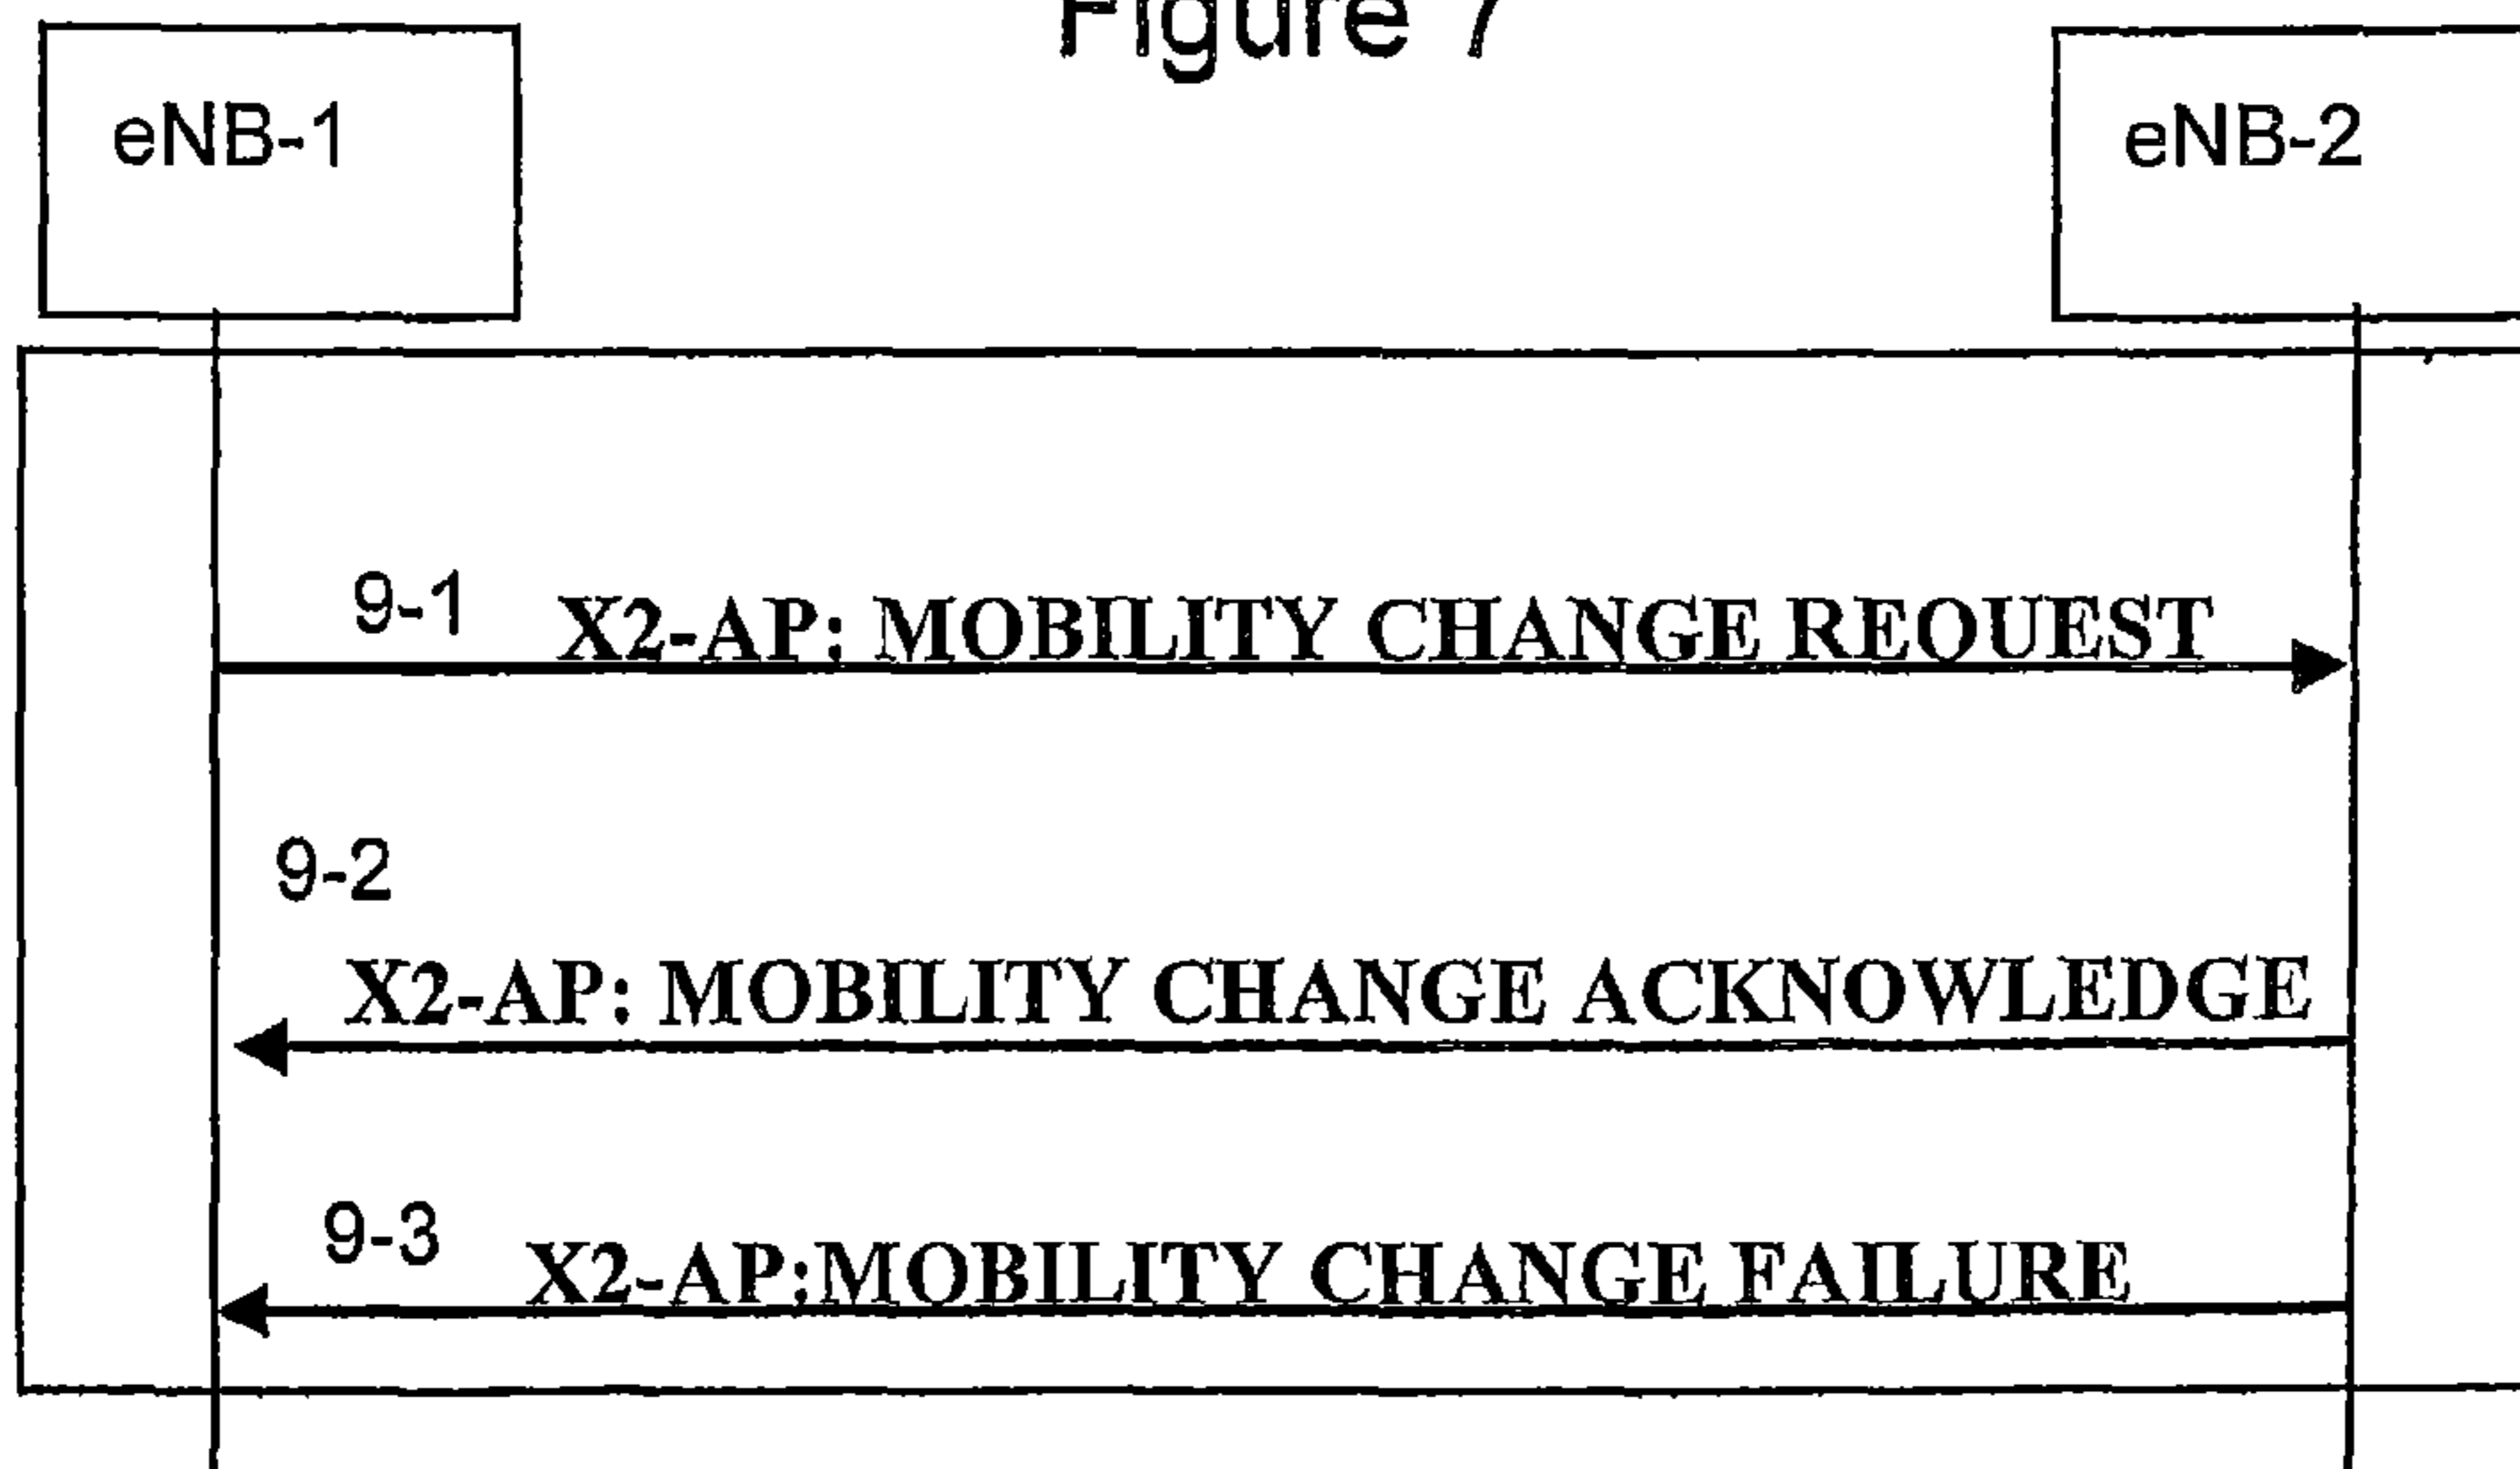 Figure 7
eNB-1
eNB-2
9-1
X2-AP: MOBILITY CHANGE REQUEST
9-2
X2-AP: MOBILITY CHANGE ACKNOWLEDGE
9-3
X2-AP:MOBILITY CHANGE FAILURE